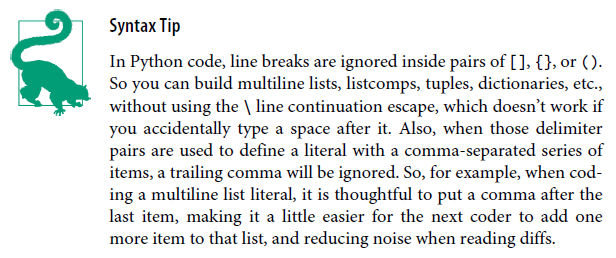 Syntax Tip
In Python code, line breaks are ignored inside pairs of [], {}, or ().
So you can build multiline lists, listcomps, tuples, dictionaries, etc.,
without using the \ line continuation escape, which doesn’t work if
you accidentally type a space after it. Also, when those delimiter
pairs are used to define a literal with a comma-separated series of
items, a trailing comma will be ignored. So, for example, when cod-
ing a multiline list literal, it is thoughtful to put a comma after the
last item, making it a little easier for the next coder to add one
more item to that list, and reducing noise when reading diffs.